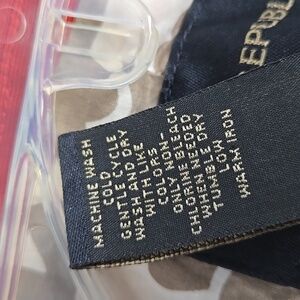 EPUBL
MACHINE WASH
COLD
GENTLE CYCLE
WASH AND DRY
WITH LIKE
COLORS
ONLY NON-
CHLORINE BLEACH
WHEN NEEDED
TUMBLE DRY
LOW
WARM IRON